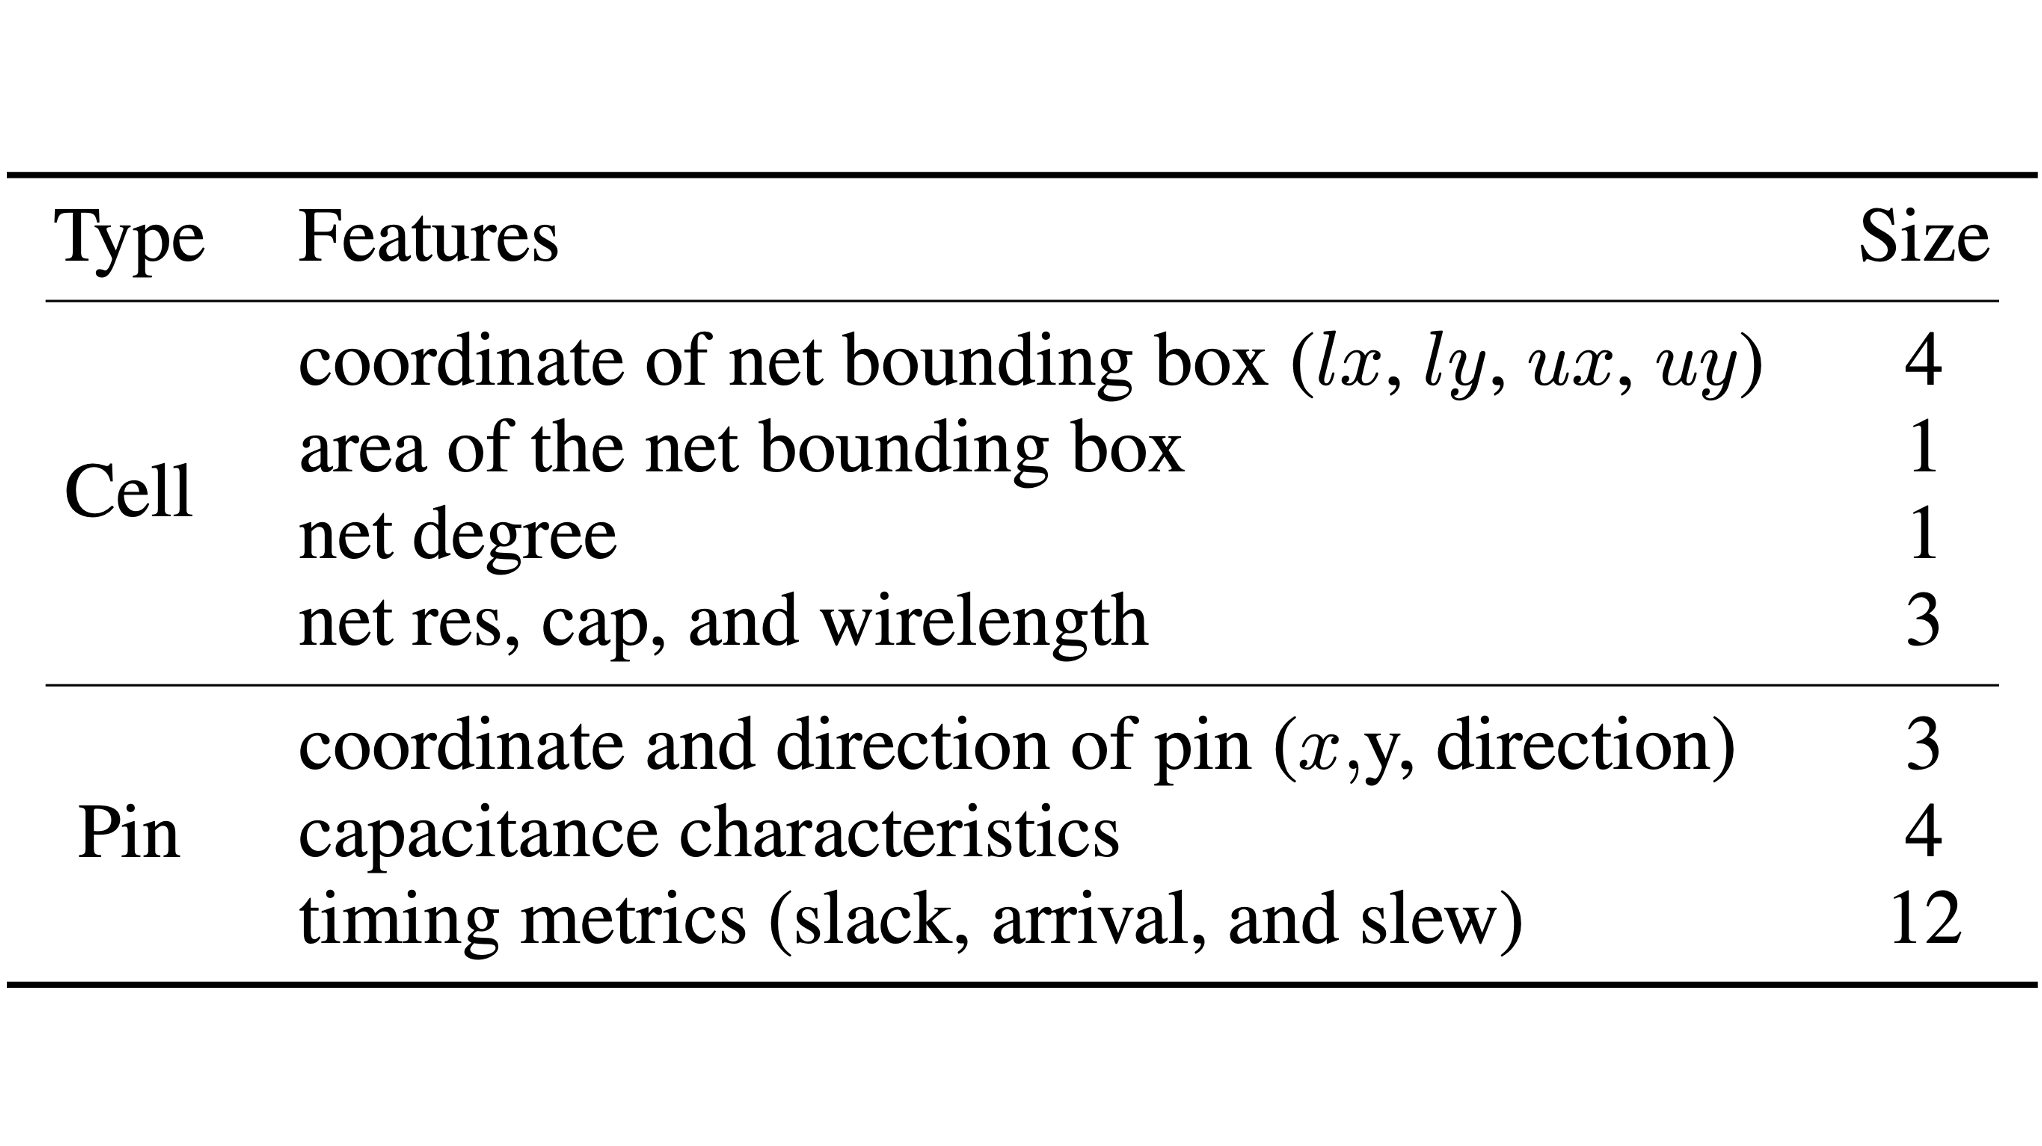 Type Features Size
coordinate of net bounding box (lx, ly, ux, uy) 4
area of the net bounding box 1
Cell
net degree 1
net res, cap, and wirelength 3
coordinate and direction of pin (x,y, direction) 3
Pin capacitance characteristics 4
timing metrics (slack, arrival, and slew) 12